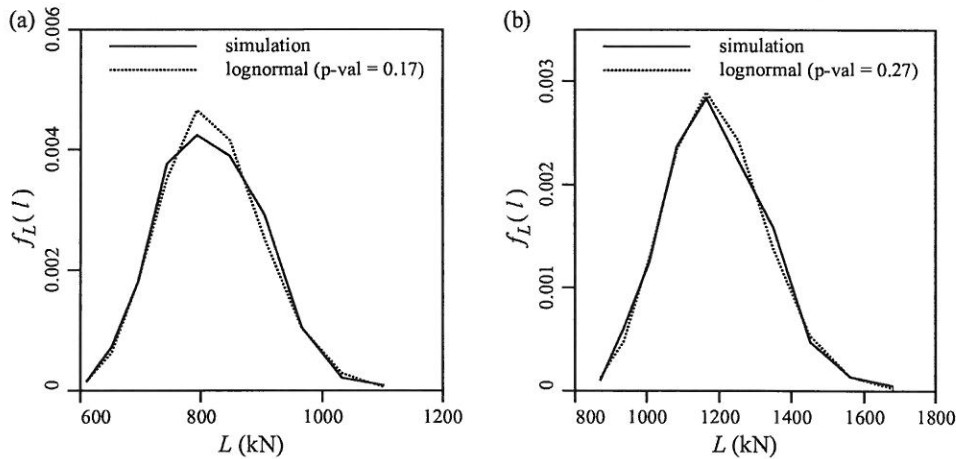 (a)
simulation
lognormal (p-val = 0.17)
f_L( l )
0 0.002 0.004 0.006
600 800 1000 1200
L (kN)
(b)
simulation
lognormal (p-val = 0.27)
f_L( l )
0 0.001 0.002 0.003
800 1000 1200 1400 1600 1800
L (kN)